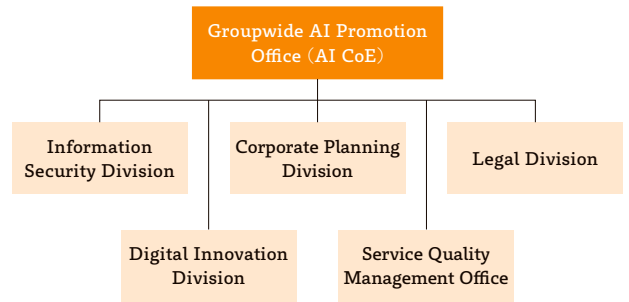 Groupwide AI Promotion
Office（AI CoE）
Information
Security Division
Corporate Planning
Division
Legal Division
Digital Innovation
Division
Service Quality
Management Office